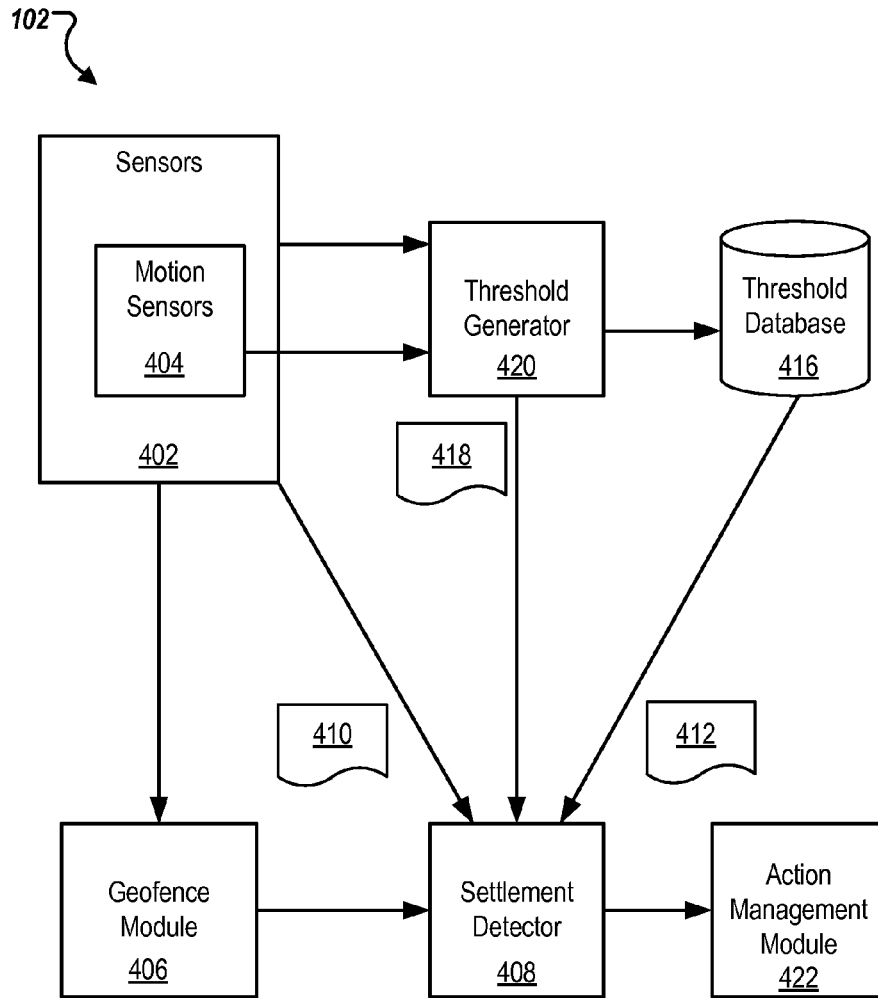 102
Sensors
Motion
Sensors
404
402
Threshold
Generator
420
Threshold
Database
416
418
410
412
Geofence
Module
406
Settlement
Detector
408
Action
Management
Module
422